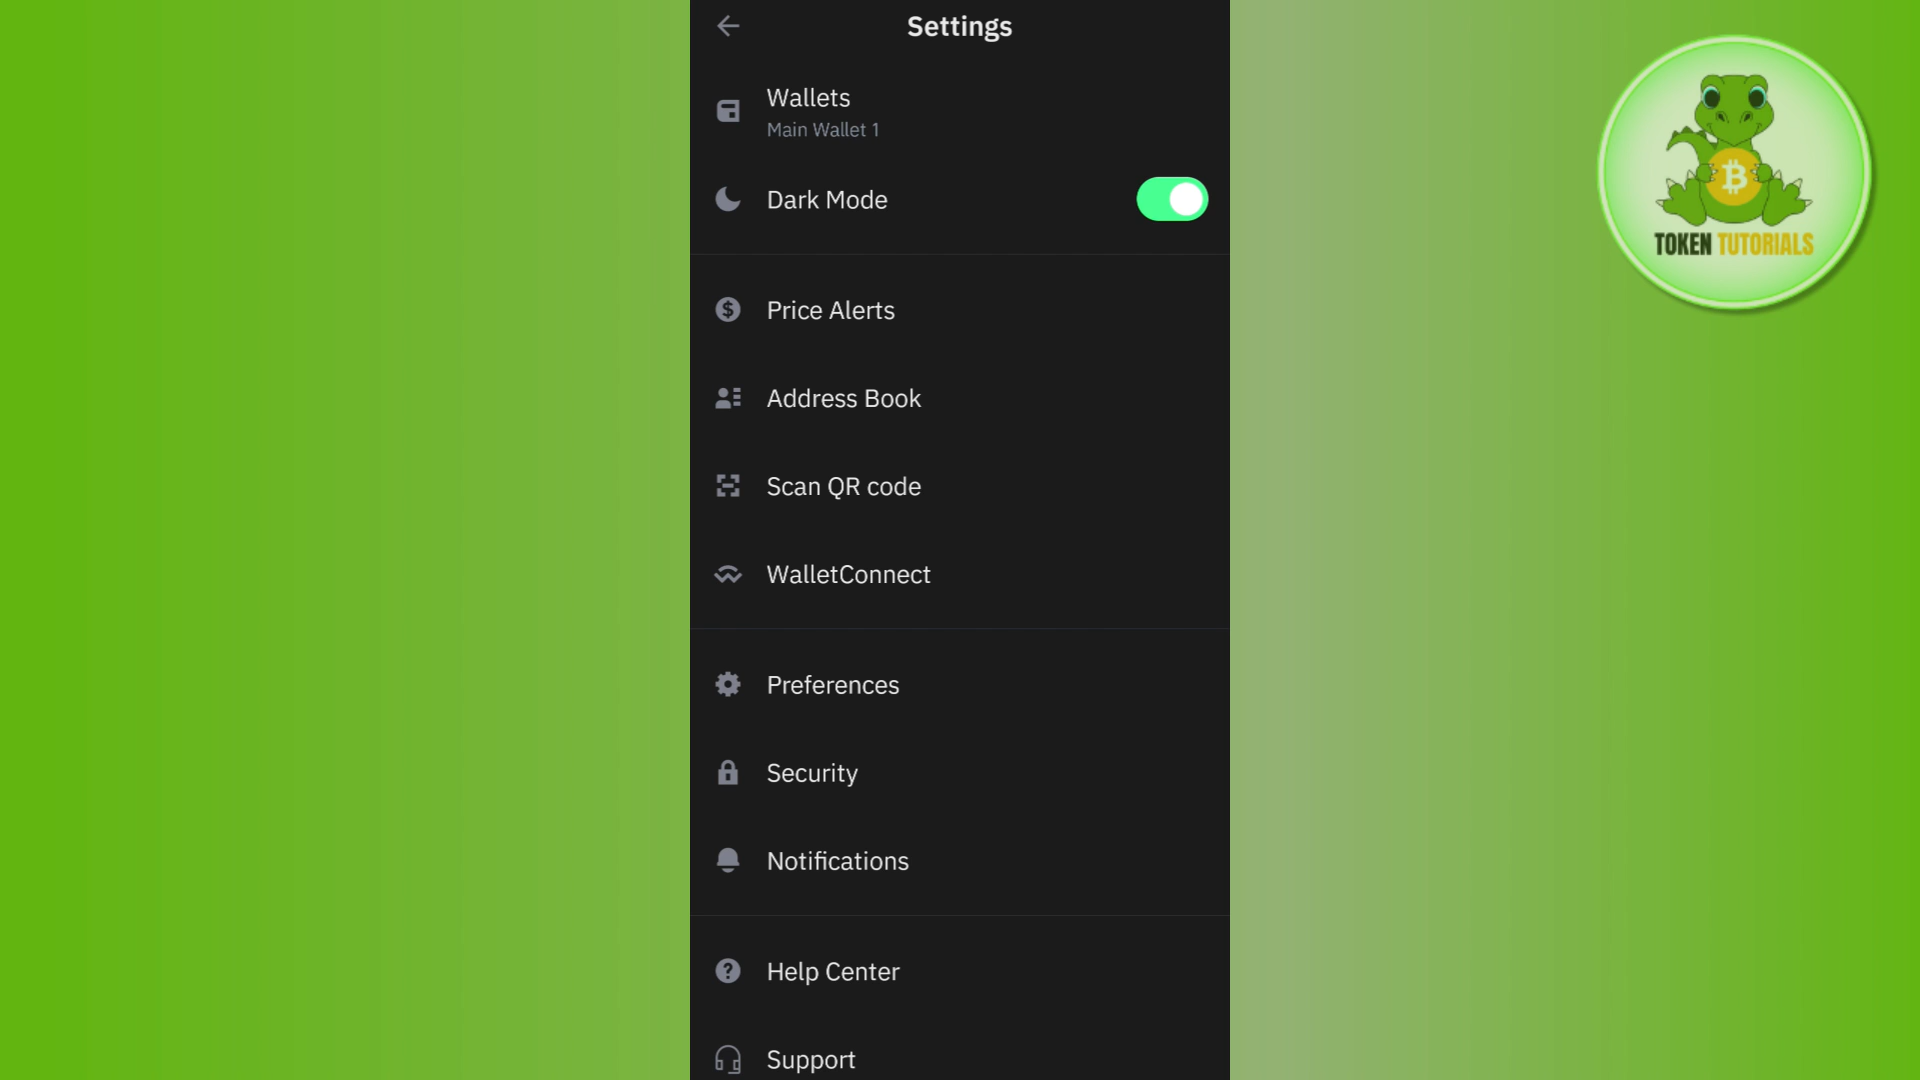 Settings
Wallets
Main Wallet 1
Dark Mode
Price Alerts
Address Book
Scan QR code
WalletConnect
Preferences
Security
Notifications
Help Center
Support
TOKEN TUTORIALS